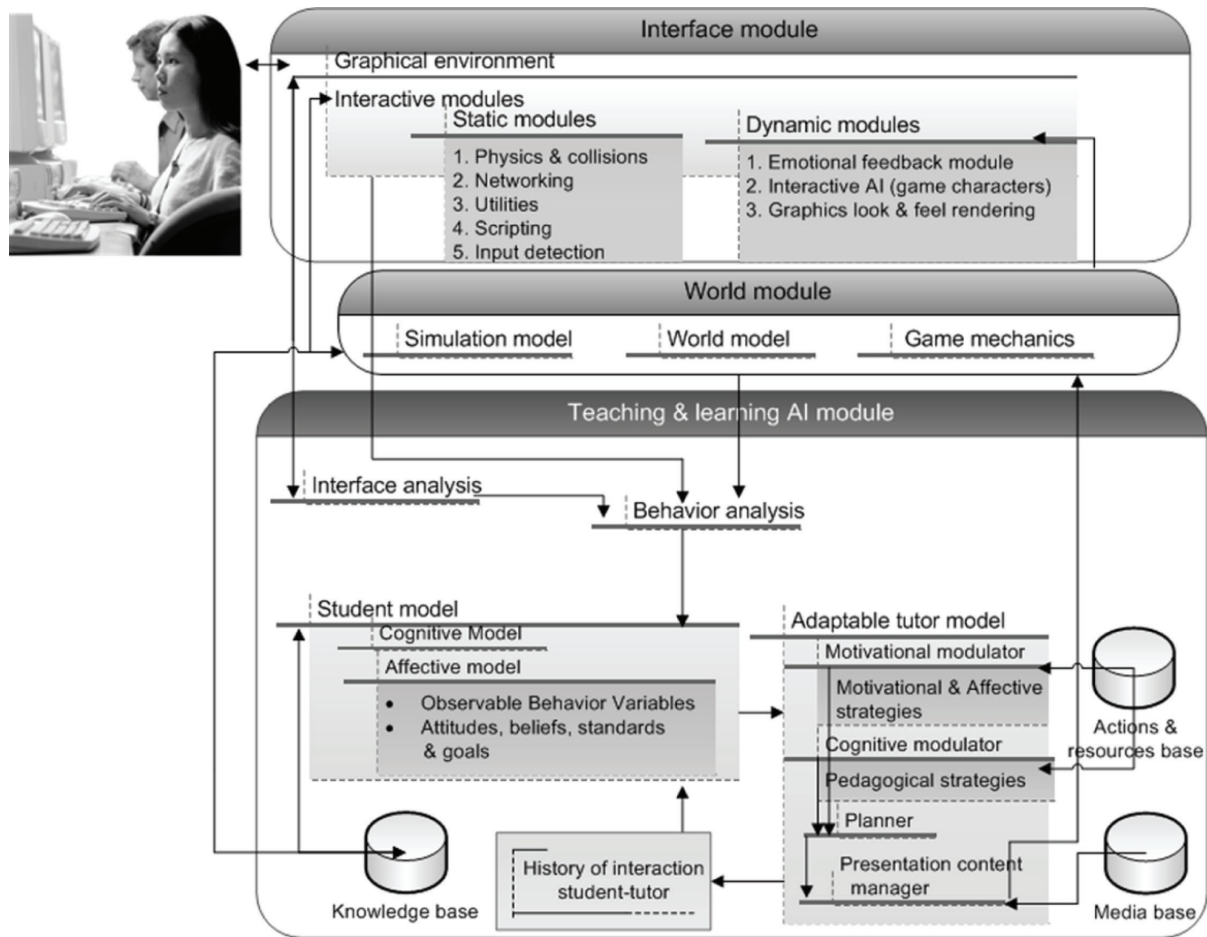 Interface module
Graphical environment
Interactive modules
Static modules
1. Physics & collisions
2. Networking
3. Utilities
4. Scripting
5. Input detection
Dynamic modules
1. Emotional feedback module
2. Interactive AI (game characters)
3. Graphics look & feel rendering
World module
Simulation model
World model
Game mechanics
Teaching & learning AI module
Interface analysis
Behavior analysis
Student model
Cognitive Model
Affective model
• Observable Behavior Variables
• Attitudes, beliefs, standards
& goals
Adaptable tutor model
Motivational modulator
Motivational & Affective
strategies
Cognitive modulator
Pedagogical strategies
Planner
Presentation content
manager
Actions &
resources base
History of interaction
student-tutor
Knowledge base
Media base